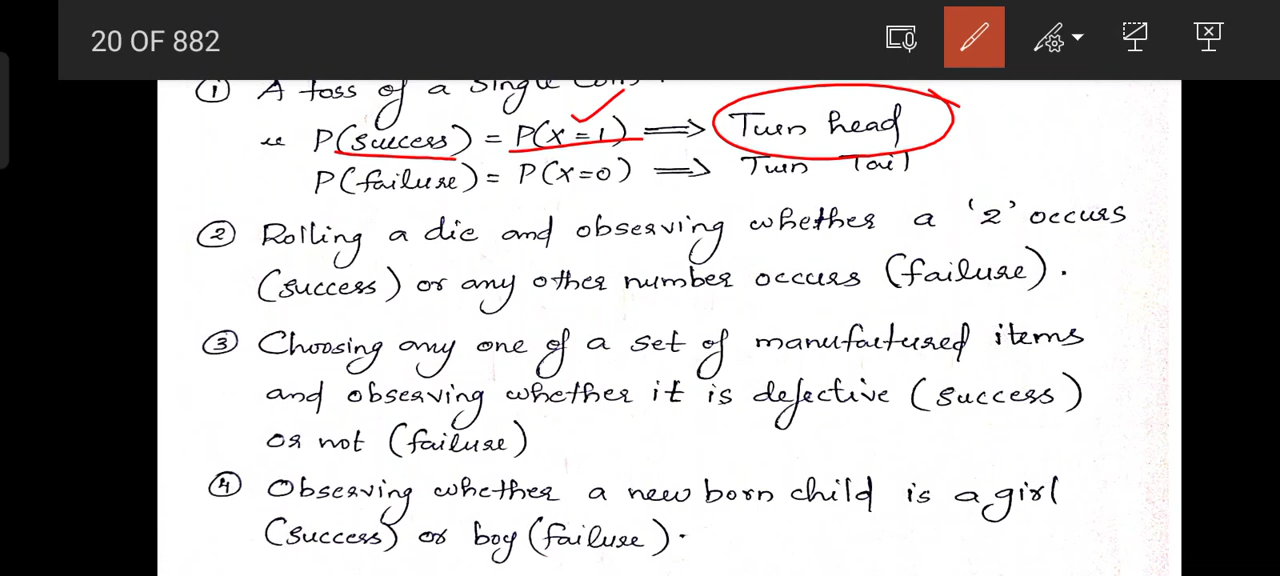 20 OF 882
① A toss of a single coin
ie P(success) = P(X=1) ⟹ Turn head
P(failure) = P(X=0) ⟹ Turn Tail
② Rolling a die and observing whether a '2' occurs
(success) or any other number occurs (failure).
③ Choosing any one of a set of manufactured items
and observing whether it is defective (success)
or not (failure)
④ Observing whether a new born child is a girl
(success) or boy (failure).